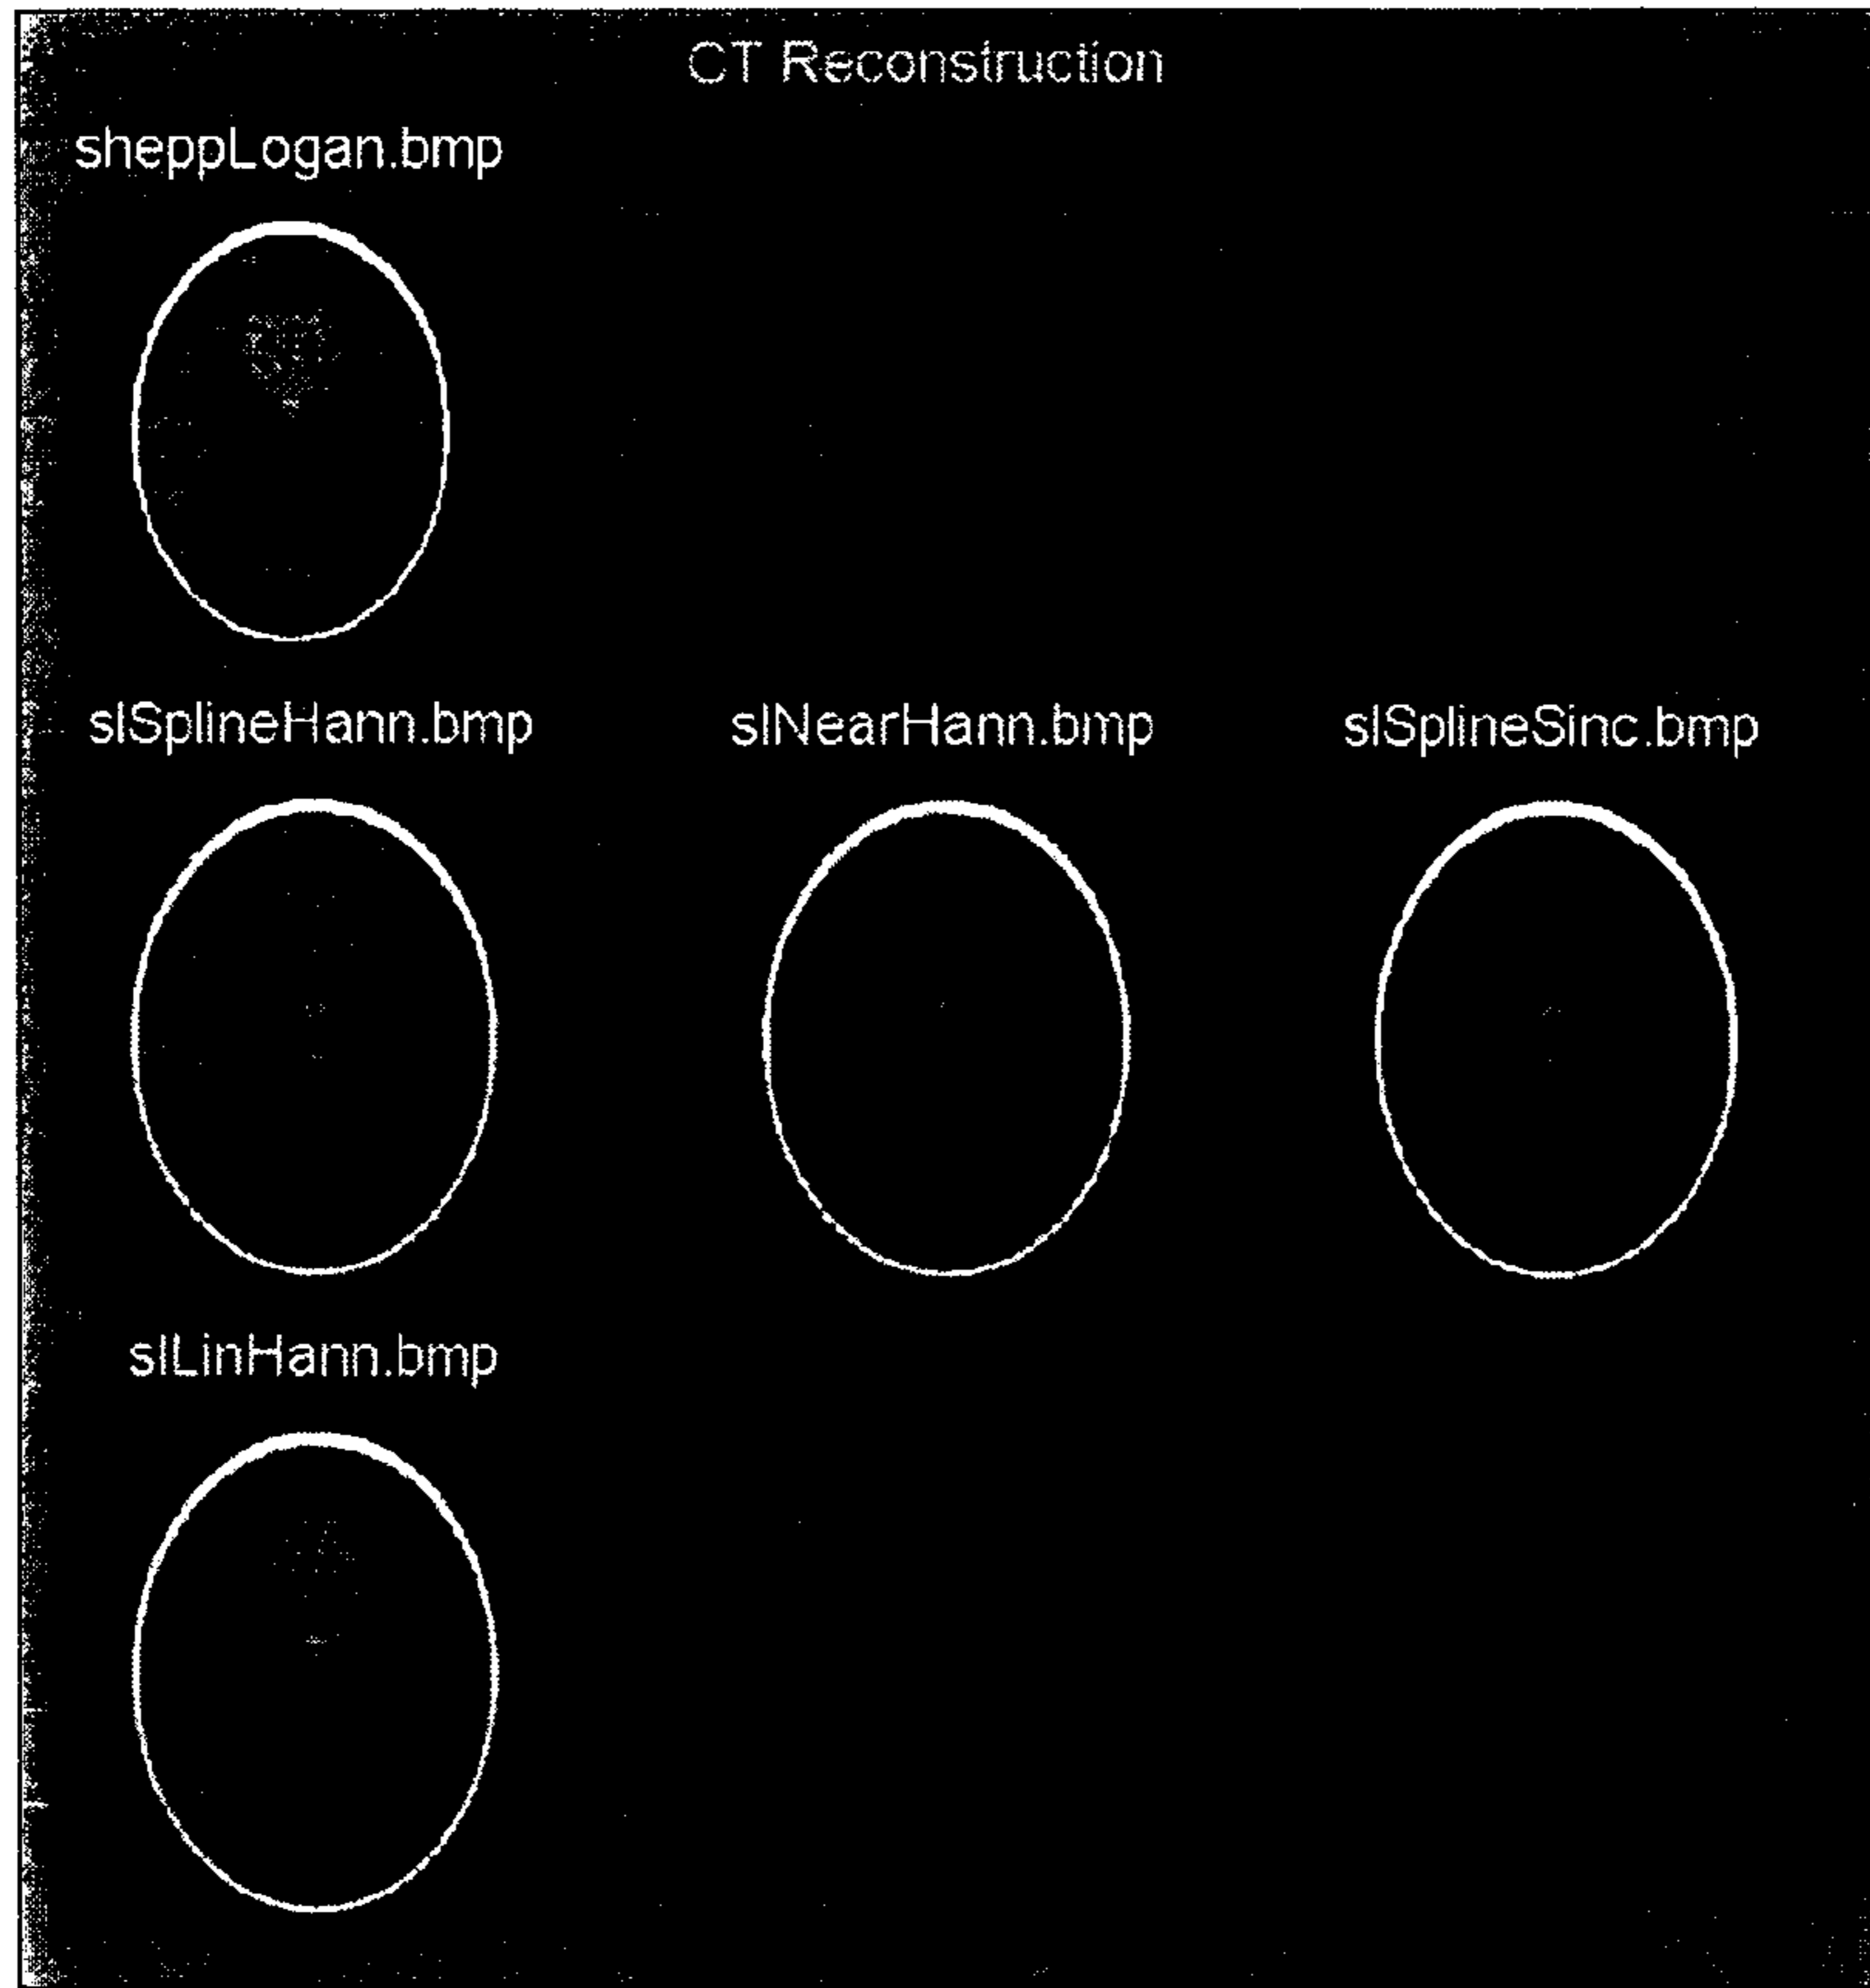 CT Reconstruction
sheppLogan.bmp
slSplineHann.bmp slNearHann.bmp slSplineSinc.bmp
slLinHann.bmp